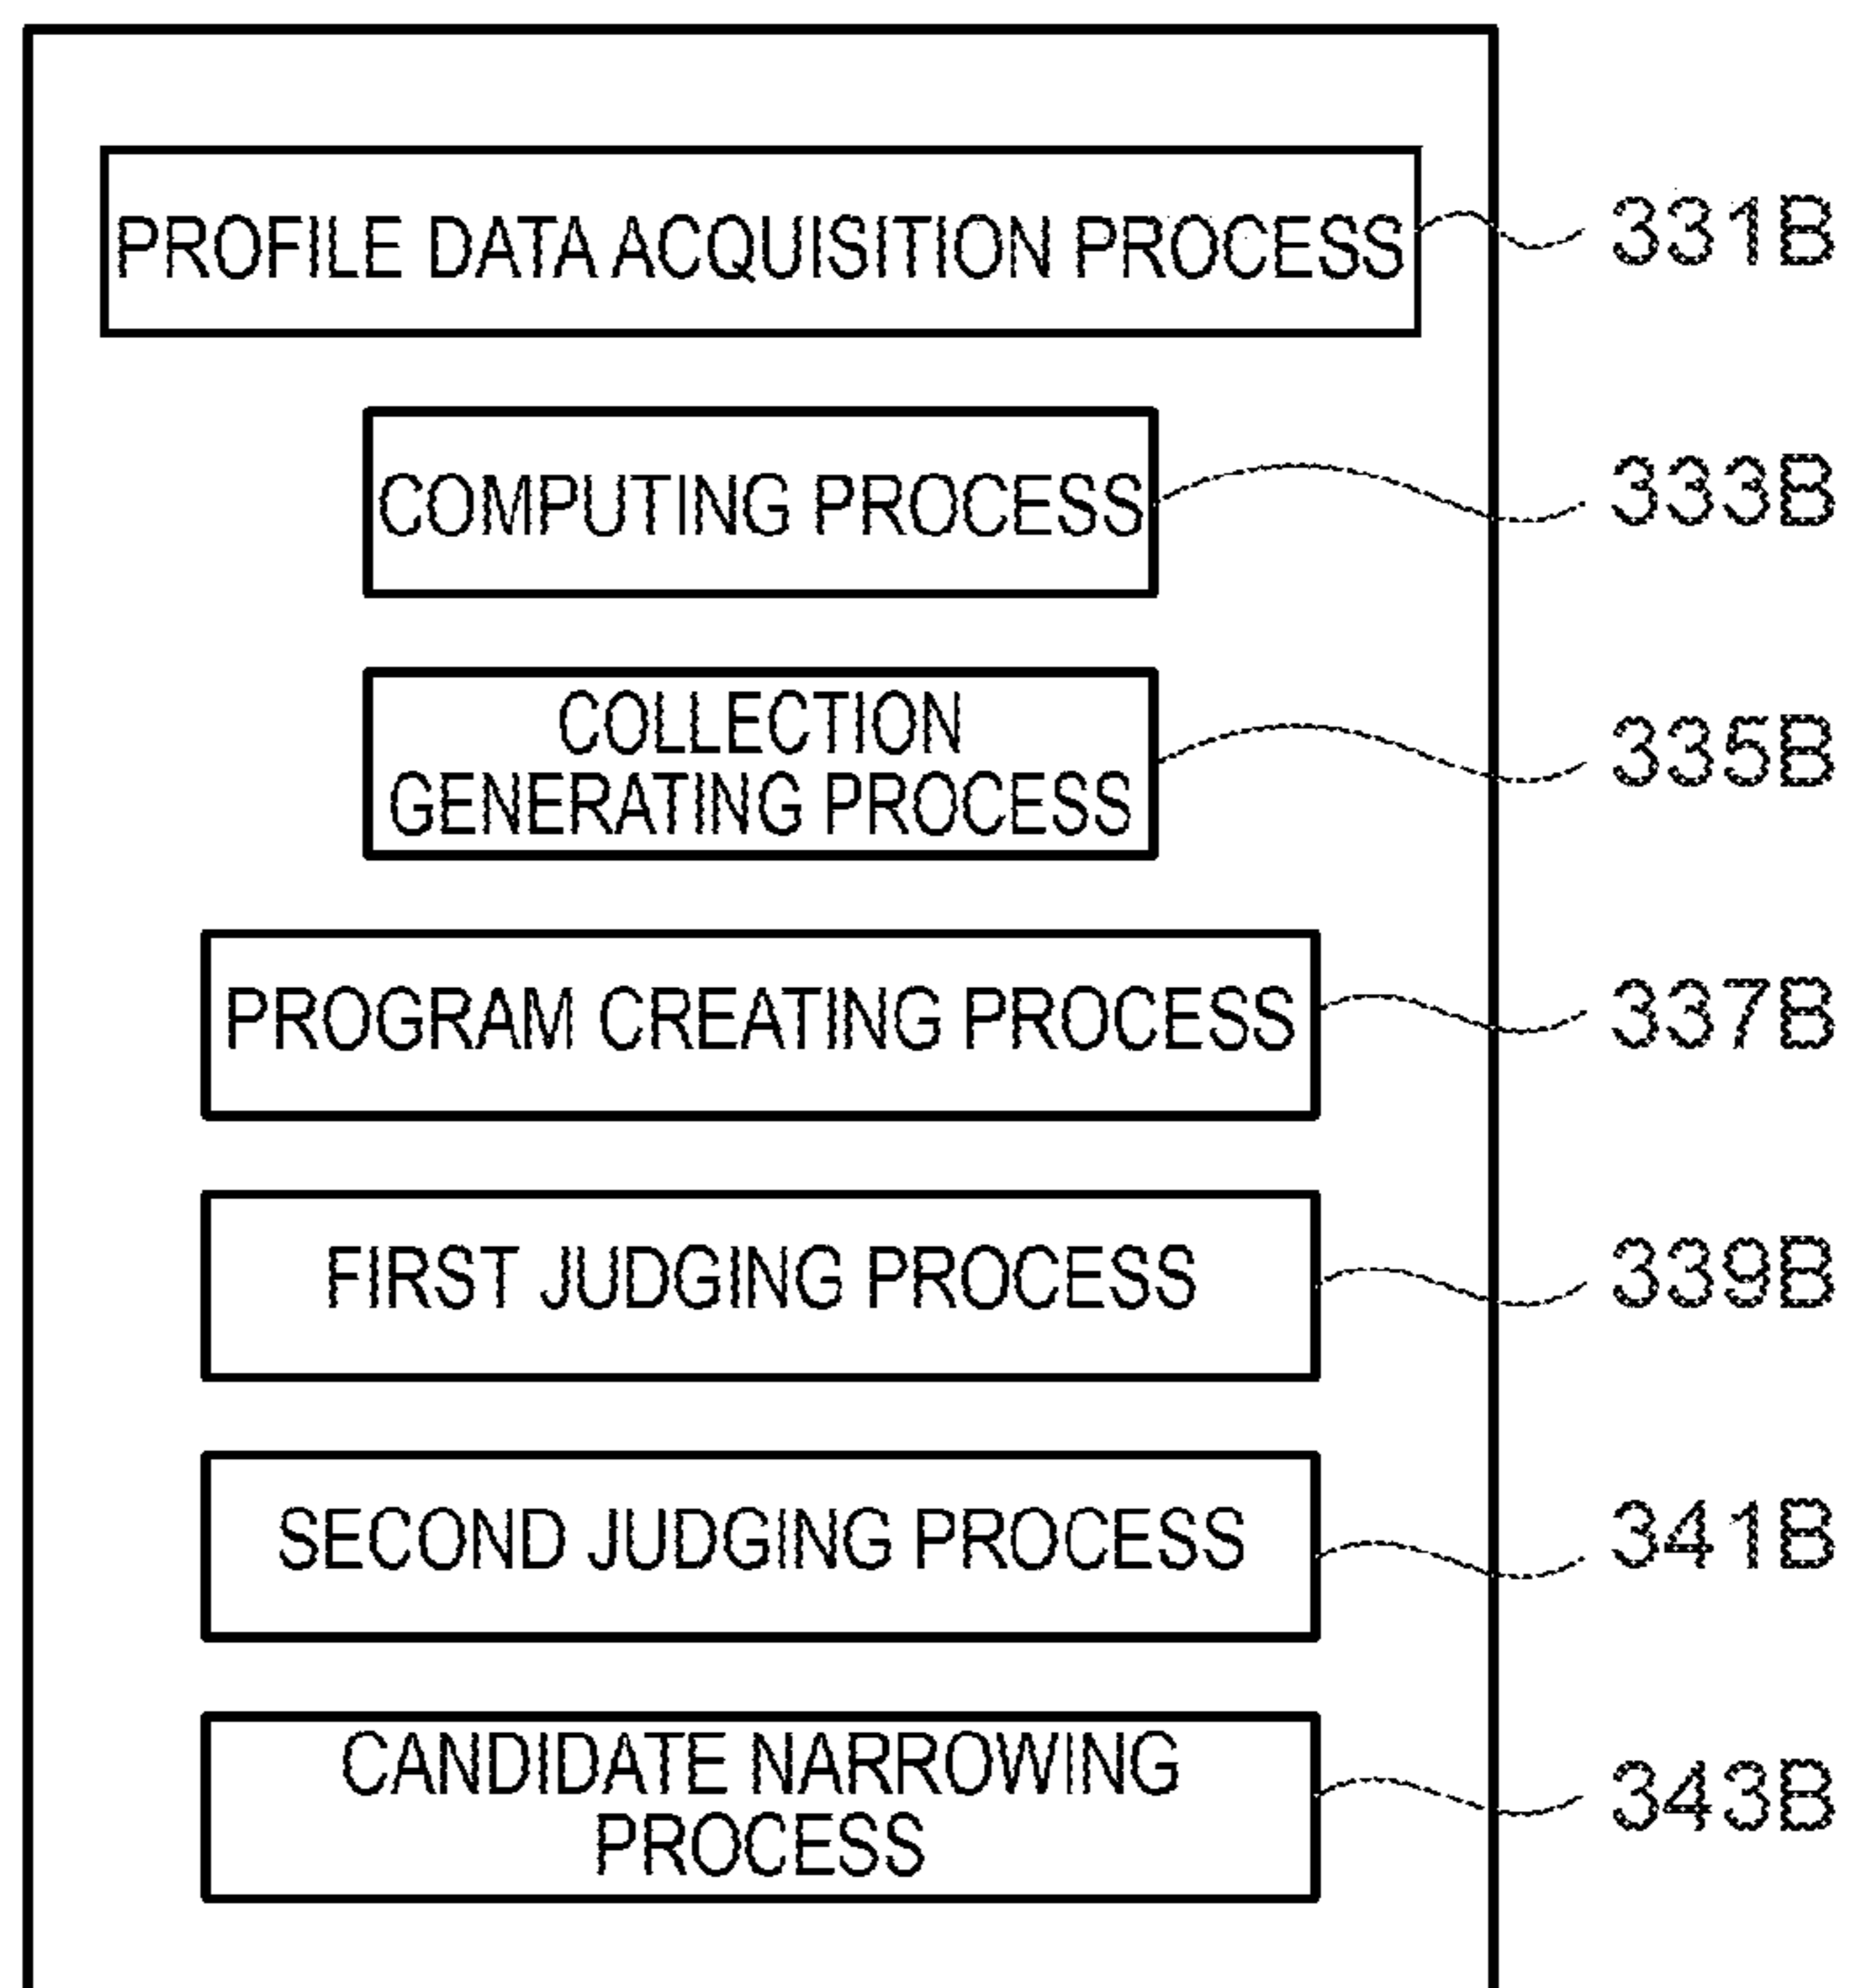 PROFILE DATA ACQUISITION PROCESS 331B
COMPUTING PROCESS 333B
COLLECTION
GENERATING PROCESS 335B
PROGRAM CREATING PROCESS 337B
FIRST JUDGING PROCESS 339B
SECOND JUDGING PROCESS 341B
CANDIDATE NARROWING
PROCESS 343B